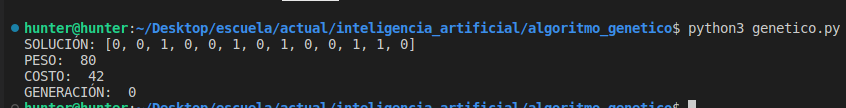 hunter@hunter:~/Desktop/escuela/actual/inteligencia_artificial/algoritmo_genetico$ python3 genetico.py
SOLUCIÓN: [0, 0, 1, 0, 0, 1, 0, 1, 0, 0, 1, 1, 0]
PESO:  80
COSTO:  42
GENERACIÓN:  0
hunter@hunter:~/Desktop/escuela/actual/inteligencia_artificial/algoritmo_genetico$